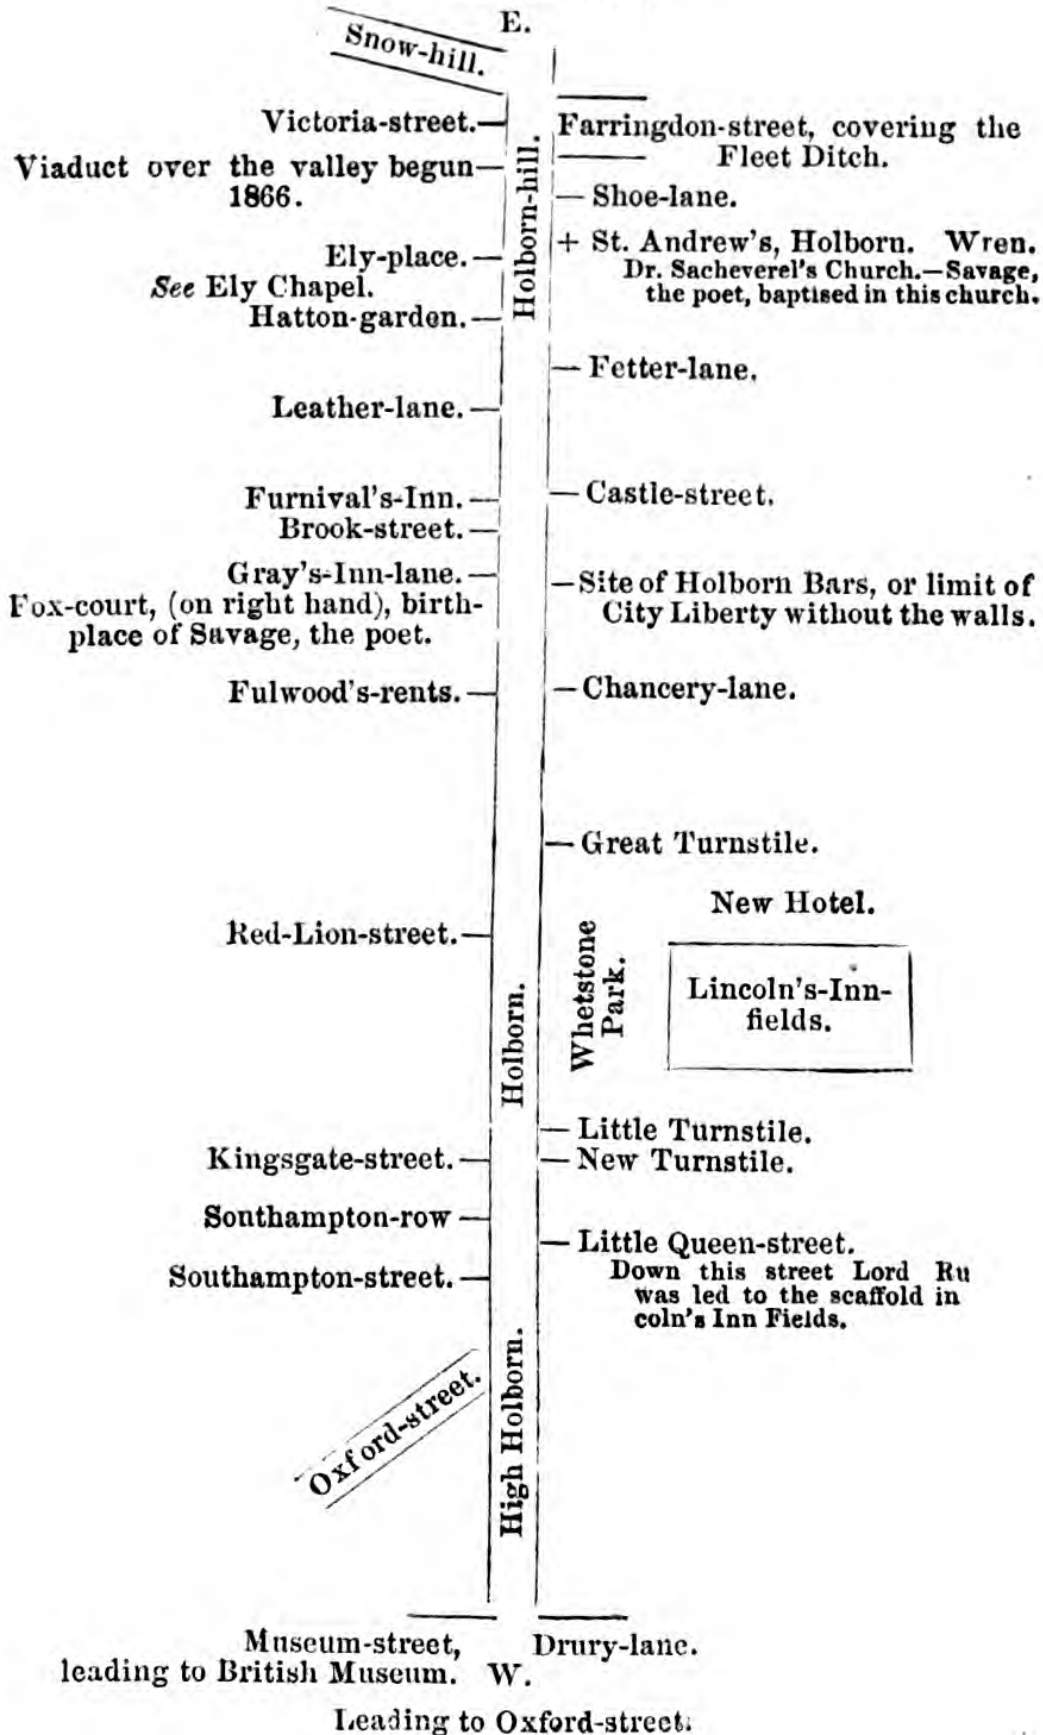 E.
Snow-hill.
Victoria-street.
Farringdon-street, covering the
Fleet Ditch.
Viaduct over the valley begun
1866.
Holborn-hill.
Shoe-lane.
+ St. Andrew's, Holborn. Wren.
Dr. Sacheverel's Church.—Savage,
the poet, baptised in this church.
Ely-place.
See Ely Chapel.
Hatton-garden.
Fetter-lane.
Leather-lane.
Furnival's-Inn.
Castle-street.
Brook-street.
Gray's-Inn-lane.
Fox-court, (on right hand), birth-
place of Savage, the poet.
Site of Holborn Bars, or limit of
City Liberty without the walls.
Fulwood's-rents.
Chancery-lane.
Great Turnstile.
New Hotel.
Red-Lion-street.
Whetstone
Park.
Lincoln's-Inn-
fields.
Holborn.
Little Turnstile.
Kingsgate-street.
New Turnstile.
Sonthampton-row
Little Queen-street.
Down this street Lord Ru
was led to the scaffold in
coln's Inn Fields.
Southampton-street.
High Holborn.
Oxford-street.
Museum-street,
leading to British Museum.
Drury-lane.
W.
Leading to Oxford-street.